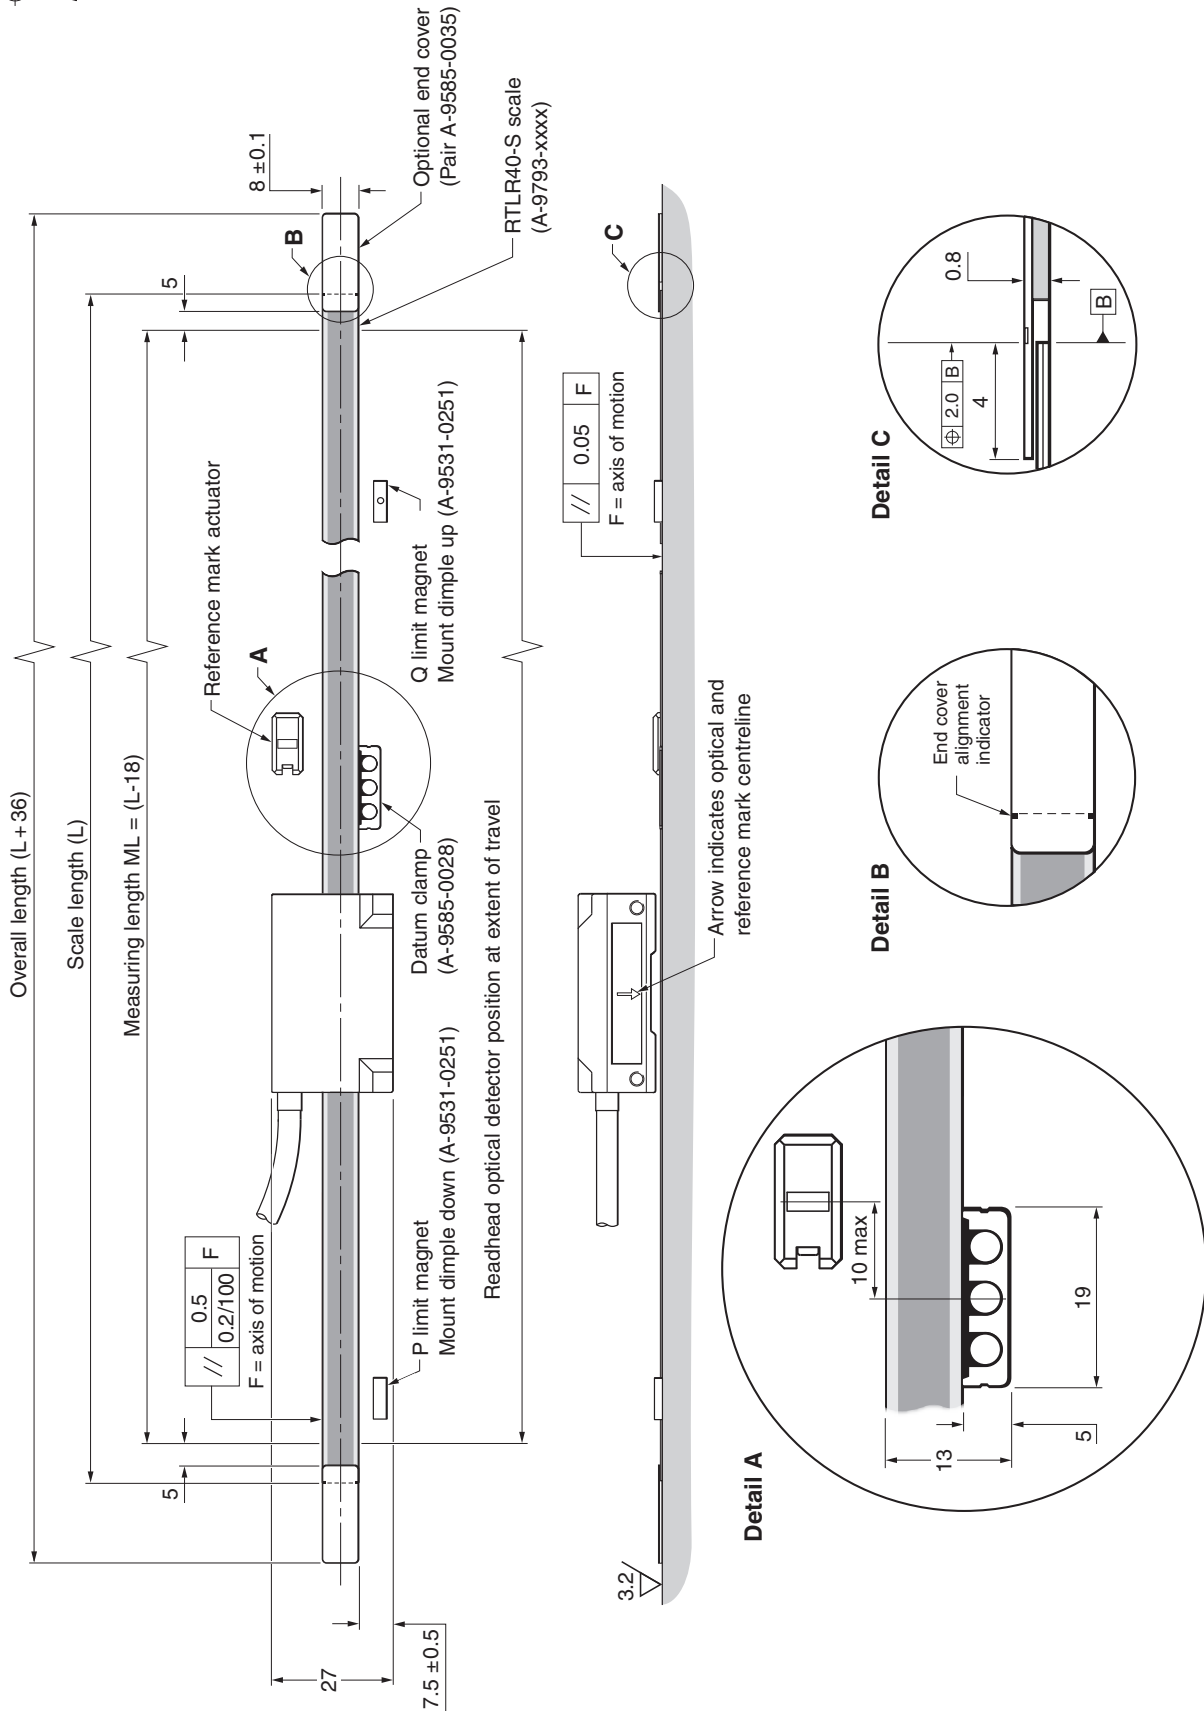 Overall length (L + 36)
Scale length (L)
Measuring length ML = (L-18)
Reference mark actuator
5
8 ±0.1
5
B
A
// 0.5 F
0.2/100
F = axis of motion
27
7.5 ±0.5
P limit magnet
Mount dimple down (A-9531-0251)
Datum clamp
(A-9585-0028)
Q limit magnet
Mount dimple up (A-9531-0251)
Optional end cover
(Pair A-9585-0035)
RTLR40-S scale
(A-9793-xxxx)
Readhead optical detector position at extent of travel
// 0.05 F
F = axis of motion
C
3.2
Arrow indicates optical and
reference mark centreline
Detail A
10 max
13
5
19
Detail B
End cover
alignment
indicator
Detail C
⌖ 2.0 B
4
0.8
B